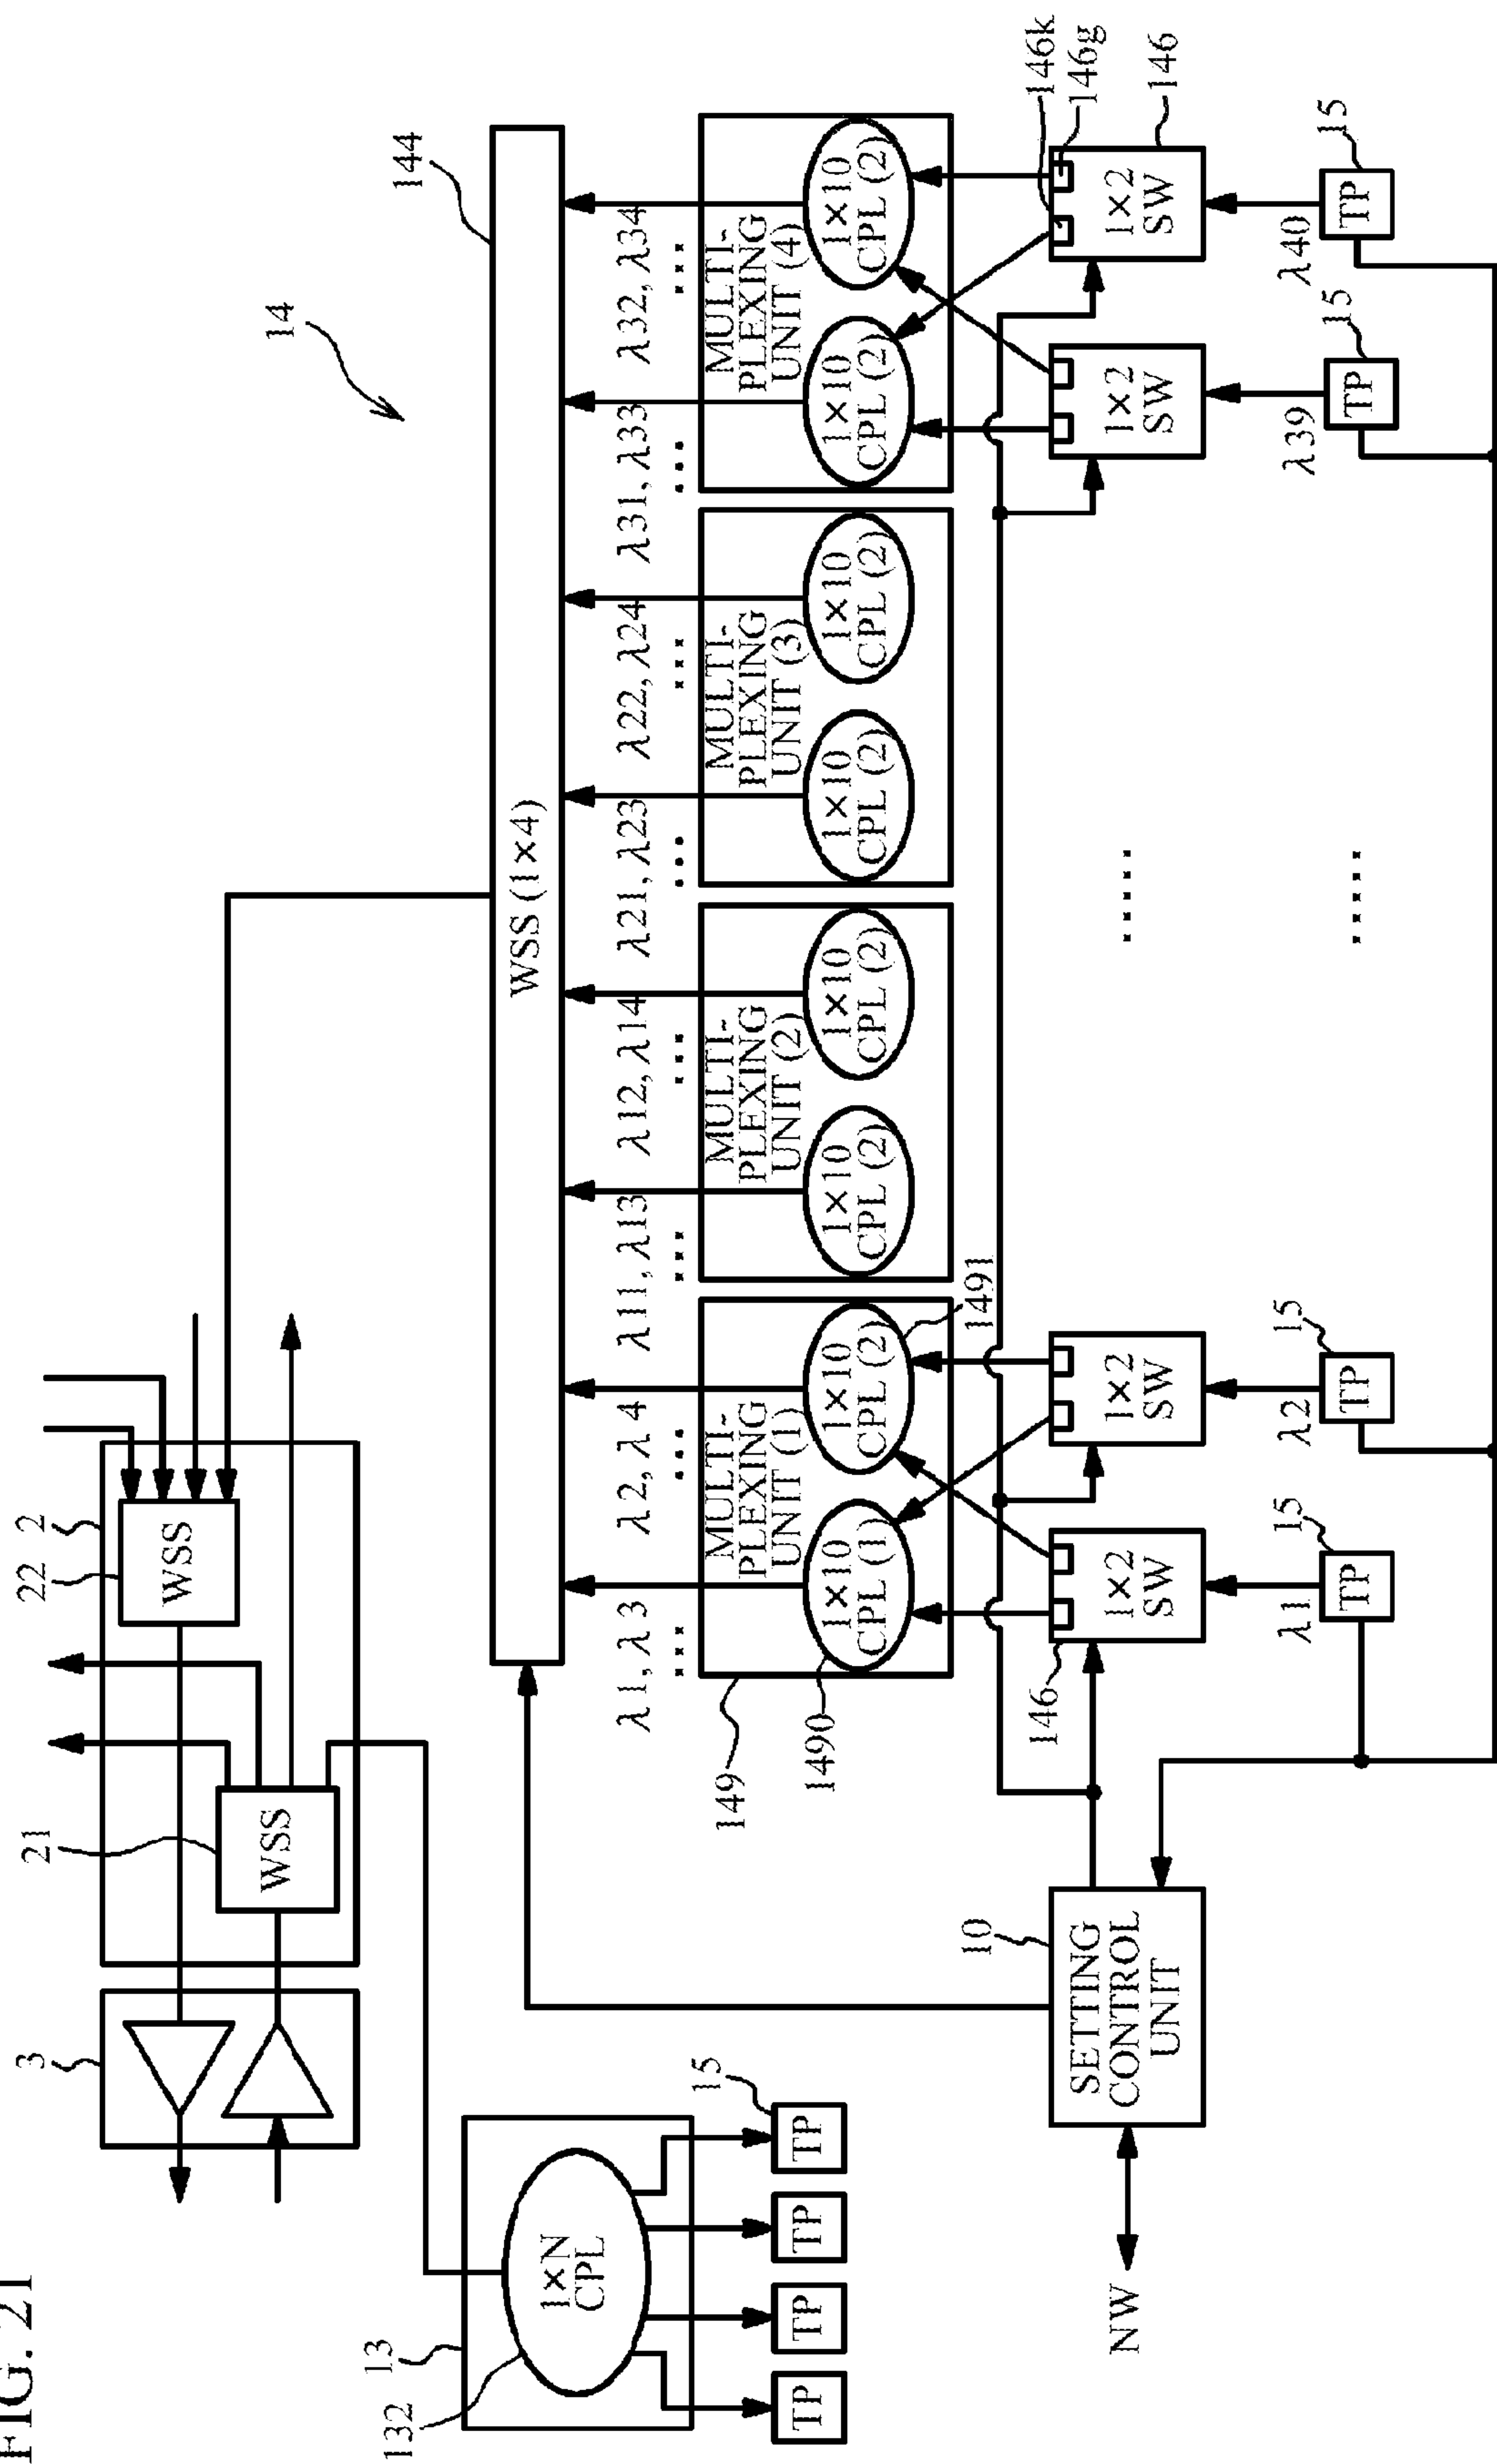 FIG. 21
3
22
2
WSS
21
WSS
14
144
WSS (1×4)
13
132
1×N
CPL
15
TP
TP
TP
TP
λ1, λ3
...
λ2, λ4
....
λ11, λ13
...
λ12, λ14
...
λ21, λ23
...
λ22, λ24
...
λ31, λ33
...
λ32, λ34
...
149
1490
MULTI-
PLEXING
UNIT (1)
1×10
CPL (1)
1×10
CPL (2)
1491
MULTI-
PLEXING
UNIT (2)
1×10
CPL (2)
1×10
CPL (2)
MULTI-
PLEXING
UNIT (3)
1×10
CPL (2)
1×10
CPL (2)
MULTI-
PLEXING
UNIT (4)
1×10
CPL (2)
1×10
CPL (2)
146k
146g
10
SETTING
CONTROL
UNIT
NW
146
1×2
SW
1×2
SW
.....
1×2
SW
1×2
SW
146
λ1
15
TP
λ2
15
TP
.....
λ39
15
TP
λ40
15
TP